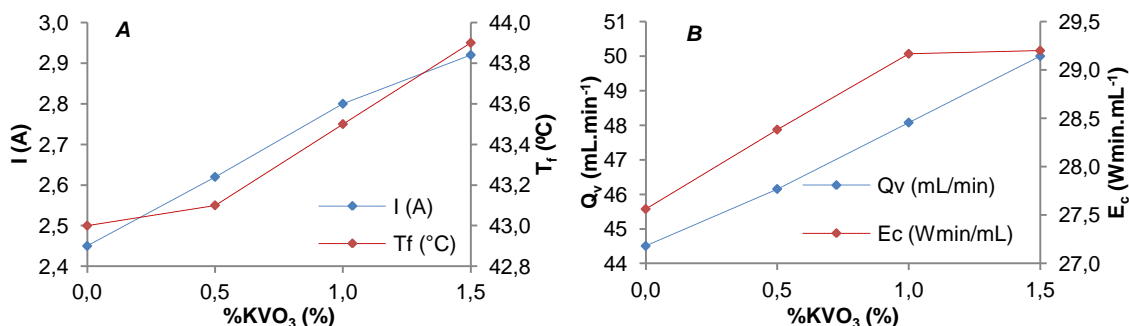 A
I (A)
3,0
2,9
2,8
2,7
2,6
2,5
2,4
44,0
43,8
43,6
43,4
43,2
43,0
42,8
T_f (ºC)
I (A)
Tf (°C)
0,0 0,5 1,0 1,5
%KVO₃ (%)
B
Q_v (mL.min⁻¹)
51
50
49
48
47
46
45
44
29,5
29,0
28,5
28,0
27,5
27,0
E_c (Wmin.mL⁻¹)
Qv (mL/min)
Ec (Wmin/mL)
0,0 0,5 1,0 1,5
%KVO₃ (%)